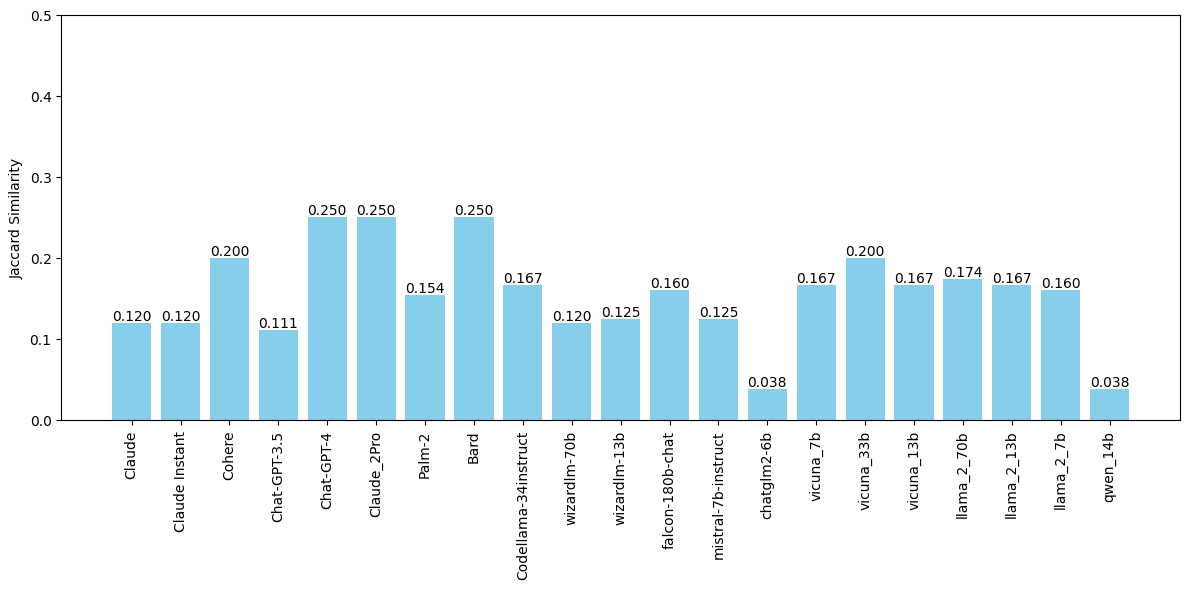 Jaccard Similarity
0.5
0.4
0.3
0.2
0.1
0.0
0.120
0.120
0.200
0.111
0.250
0.250
0.154
0.250
0.167
0.120
0.125
0.160
0.125
0.038
0.167
0.200
0.167
0.174
0.167
0.160
0.038
Claude
Claude Instant
Cohere
Chat-GPT-3.5
Chat-GPT-4
Claude_2Pro
Palm-2
Bard
Codellama-34instruct
wizardlm-70b
wizardlm-13b
falcon-180b-chat
mistral-7b-instruct
chatglm2-6b
vicuna_7b
vicuna_33b
vicuna_13b
llama_2_70b
llama_2_13b
llama_2_7b
qwen_14b